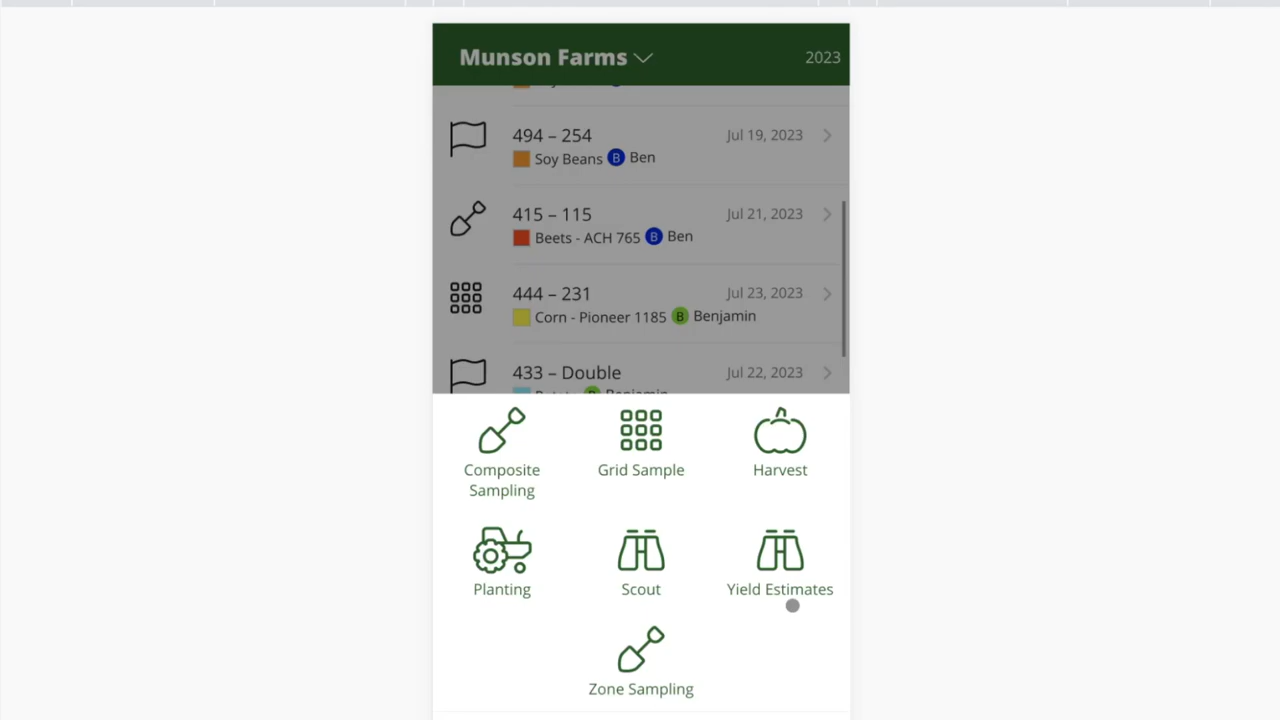 Munson Farms
2023
494 – 254
Jul 19, 2023
Soy Beans B Ben
415 – 115
Jul 21, 2023
Beets - ACH 765 B Ben
444 – 231
Jul 23, 2023
Corn - Pioneer 1185 B Benjamin
433 – Double
Jul 22, 2023
Composite
Sampling
Grid Sample
Harvest
Planting
Scout
Yield Estimates
Zone Sampling